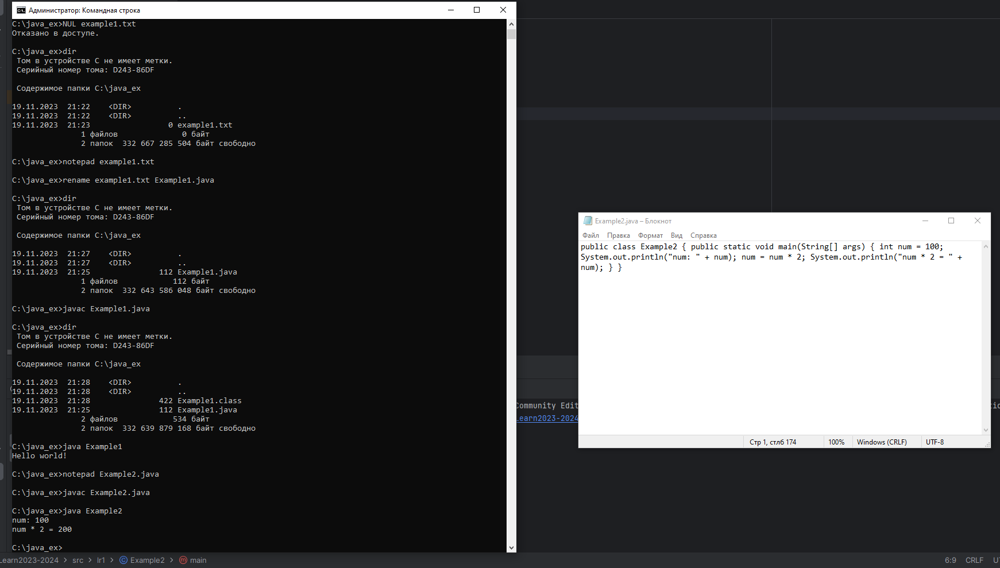 Администратор: Командная строка
C:\java_ex>NUL example1.txt
Отказано в доступе.
C:\java_ex>dir
Том в устройстве C не имеет метки.
Серийный номер тома: D243-86DF
Содержимое папки C:\java_ex
19.11.2023  21:22    <DIR>          .
19.11.2023  21:22    <DIR>          ..
19.11.2023  21:23                 0 example1.txt
1 файлов              0 байт
2 папок  332 667 285 504 байт свободно
C:\java_ex>notepad example1.txt
C:\java_ex>rename example1.txt Example1.java
C:\java_ex>dir
Том в устройстве C не имеет метки.
Серийный номер тома: D243-86DF
Содержимое папки C:\java_ex
19.11.2023  21:27    <DIR>          .
19.11.2023  21:27    <DIR>          ..
19.11.2023  21:25               112 Example1.java
1 файлов            112 байт
2 папок  332 643 586 048 байт свободно
C:\java_ex>javac Example1.java
C:\java_ex>dir
Том в устройстве C не имеет метки.
Серийный номер тома: D243-86DF
Содержимое папки C:\java_ex
19.11.2023  21:28    <DIR>          .
19.11.2023  21:28    <DIR>          ..
19.11.2023  21:28               422 Example1.class
19.11.2023  21:25               112 Example1.java
2 файлов            534 байт
2 папок  332 639 879 168 байт свободно
C:\java_ex>java Example1
Hello world!
C:\java_ex>notepad Example2.java
C:\java_ex>javac Example2.java
C:\java_ex>java Example2
num: 100
num * 2 = 200
C:\java_ex>
Example2.java – Блокнот
Файл Правка Формат Вид Справка
public class Example2 { public static void main(String[] args) { int num = 100;
System.out.println("num: " + num); num = num * 2; System.out.println("num * 2 = " +
num); } }
Стр 1, стлб 174 100% Windows (CRLF) UTF-8
Community Edit
Learn2023-2024
Learn2023-2024 > src > lr1 > Example2 > main
6:9 CRLF